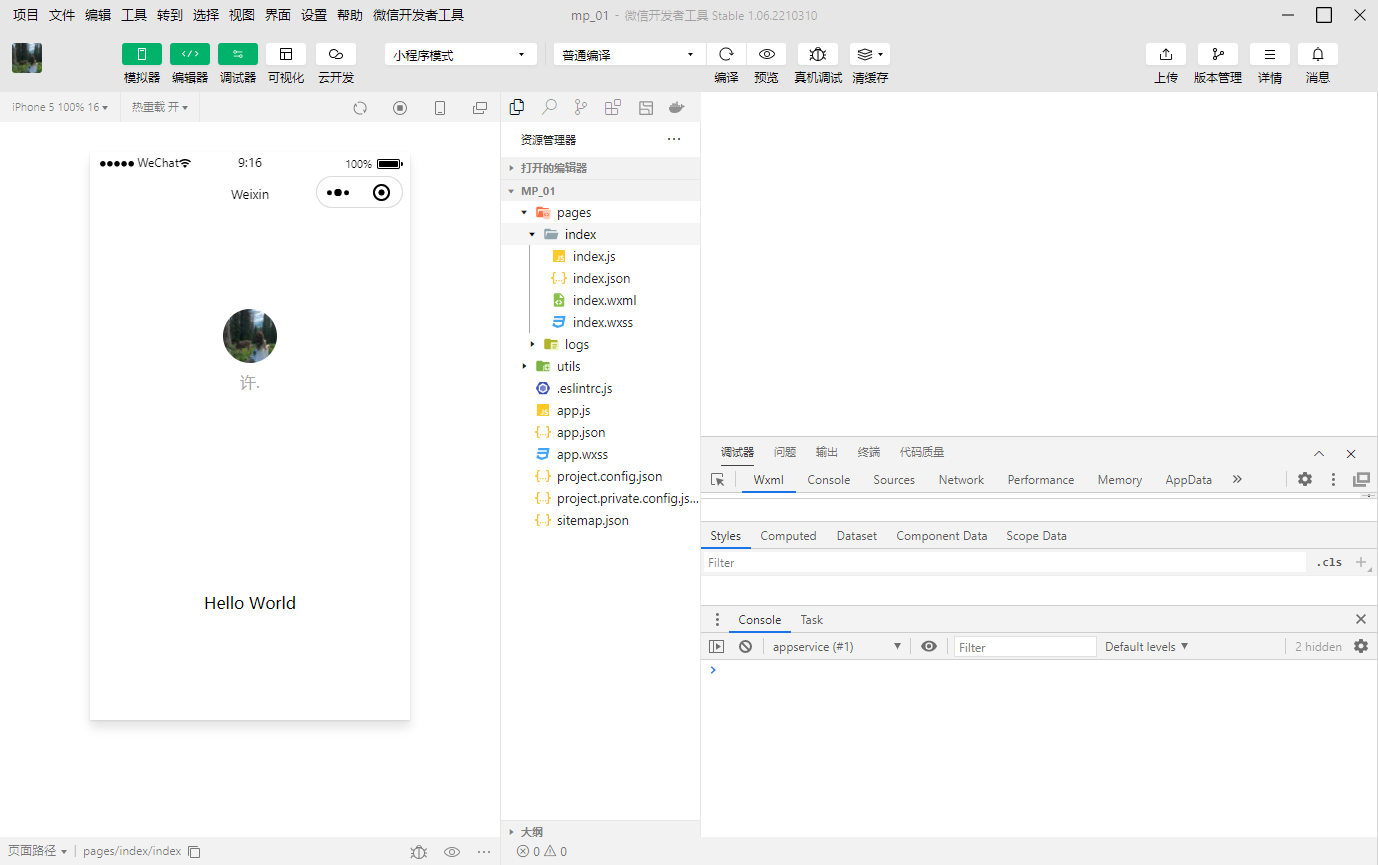 项目 文件 编辑 工具 转到 选择 视图 界面 设置 帮助 微信开发者工具 mp_01 - 微信开发者工具 Stable 1.06.2210310
模拟器 编辑器 调试器 可视化 云开发 小程序模式 普通编译 编译 预览 真机调试 清缓存 上传 版本管理 详情 消息
iPhone 5 100% 16 热重载 开
WeChat 9:16 100%
Weixin
许.
Hello World
页面路径 | pages/index/index
资源管理器
打开的编辑器
MP_01
pages
index
index.js
index.json
index.wxml
index.wxss
logs
utils
.eslintrc.js
app.js
app.json
app.wxss
project.config.json
project.private.config.js...
sitemap.json
大纲
0 0
调试器 问题 输出 终端 代码质量
Wxml Console Sources Network Performance Memory AppData
Styles Computed Dataset Component Data Scope Data
Filter .cls
Console Task
appservice (#1) Filter Default levels 2 hidden